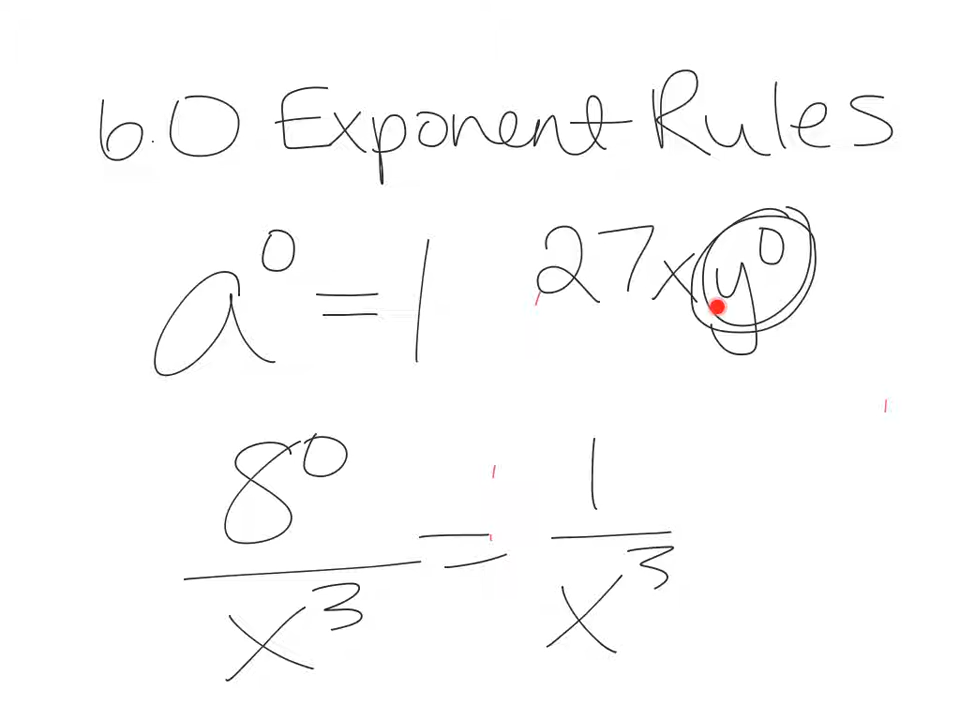 6.0 Exponent Rules
a⁰ = 1 27xy⁰
8⁰/x³ = 1/x³